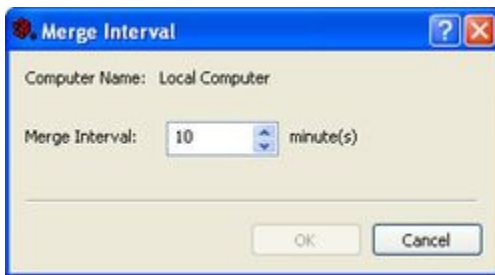 Merge Interval
Computer Name: Local Computer
Merge Interval: 10 minute(s)
OK Cancel